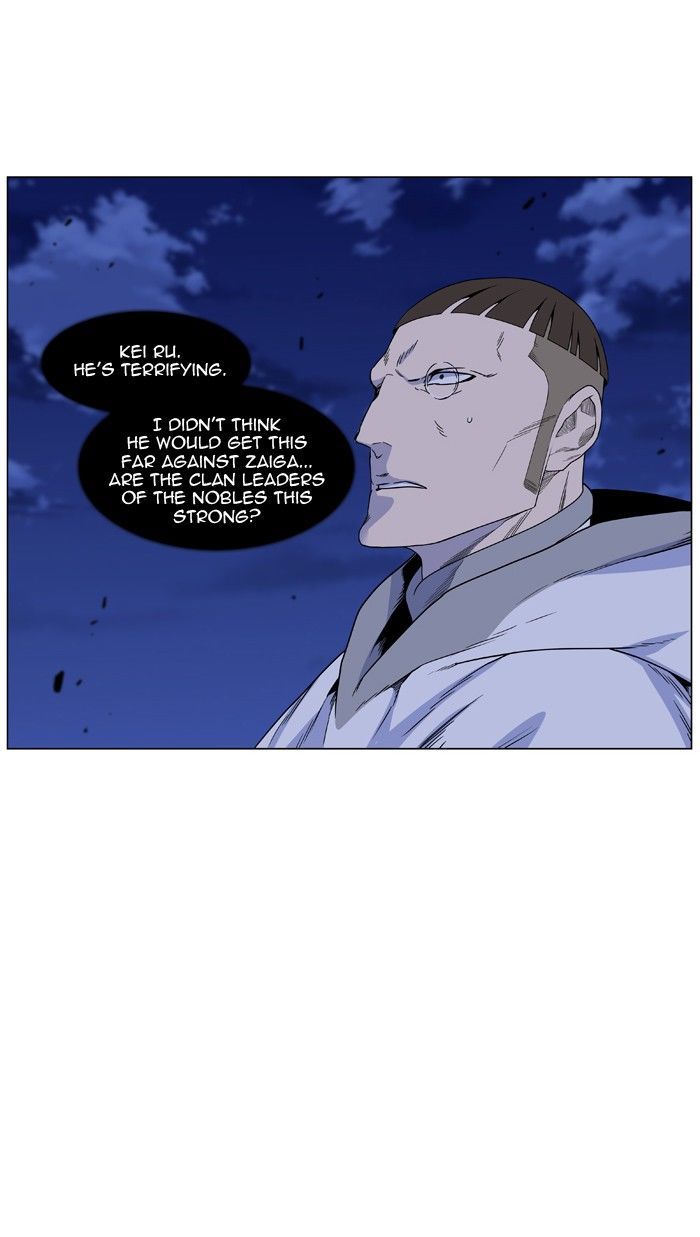 KEI RU.
HE'S TERRIFYING.
I DIDN'T THINK
HE WOULD GET THIS
FAR AGAINST ZAIGA...
ARE THE CLAN LEADERS
OF THE NOBLES THIS
STRONG?